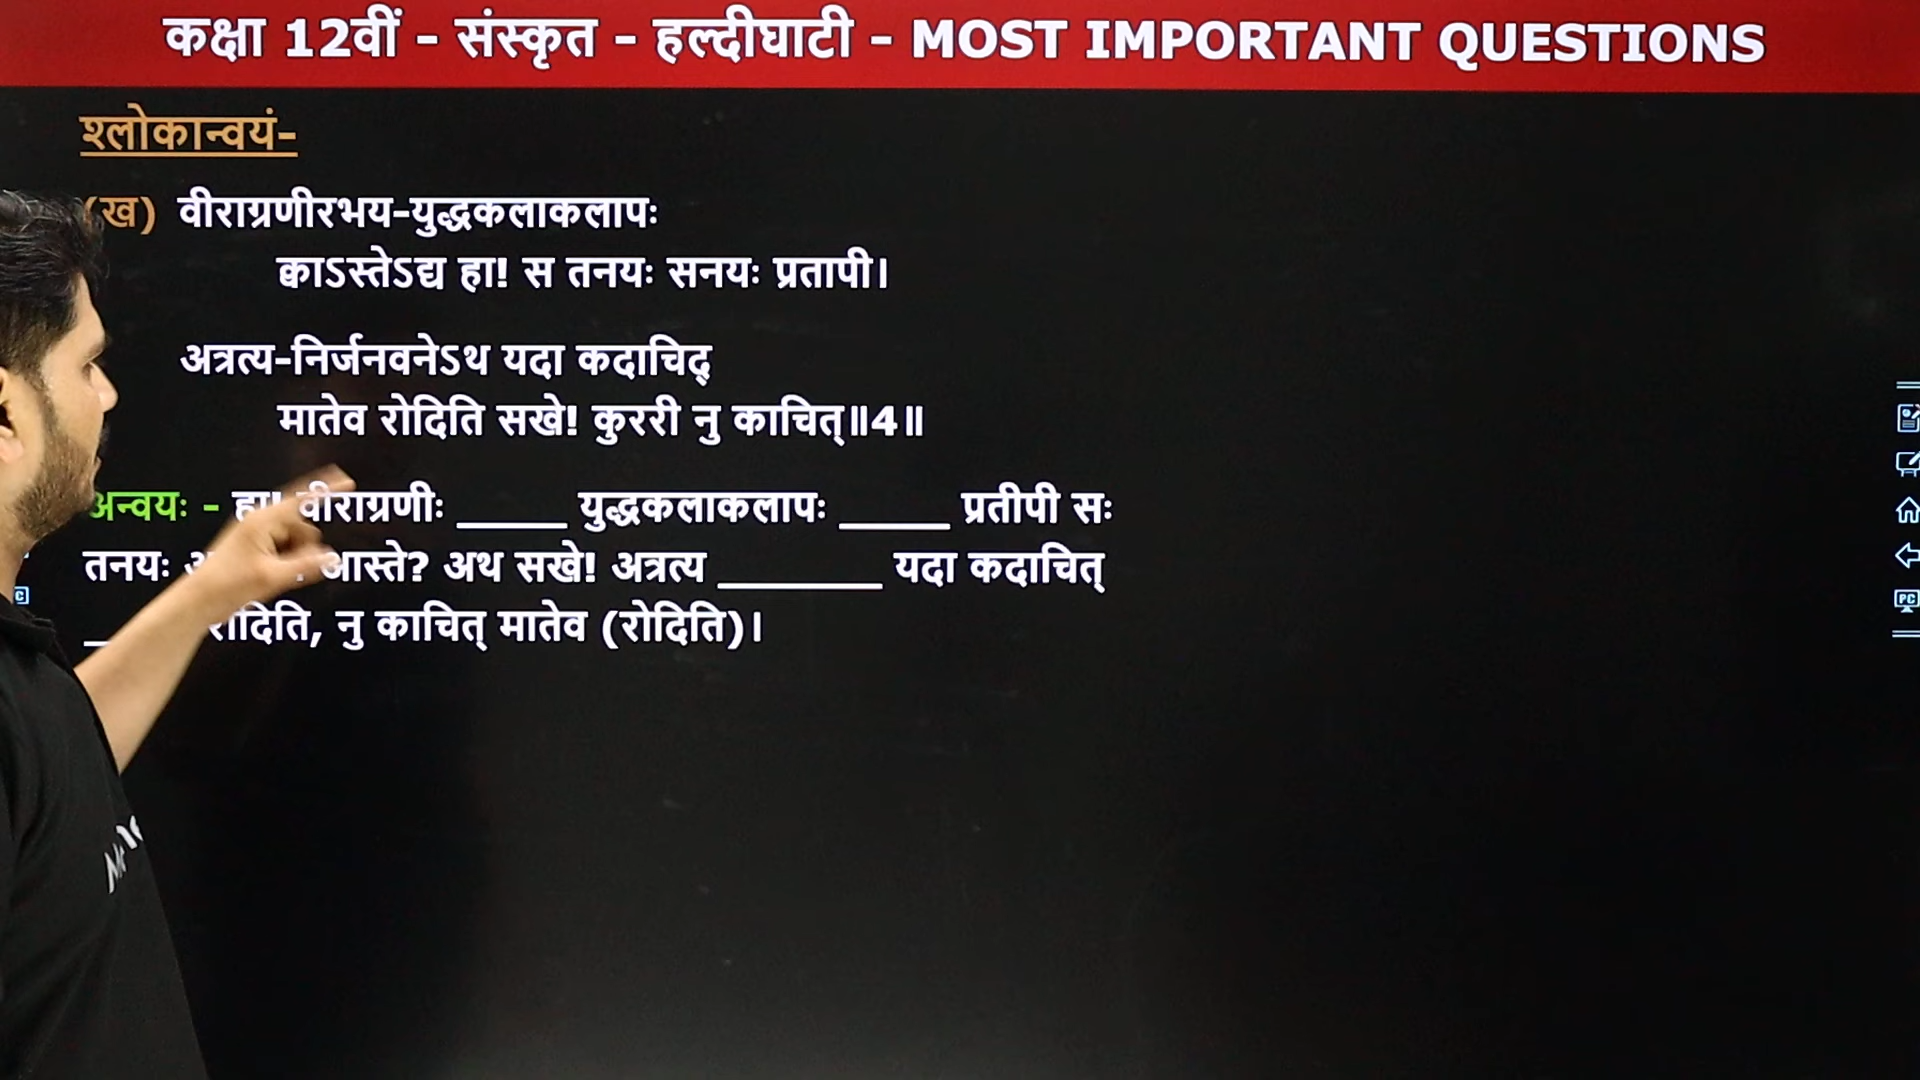 कक्षा 12वीं - संस्कृत - हल्दीघाटी - MOST IMPORTANT QUESTIONS
श्लोकान्वयं-
(ख) वीराग्रणीरभय-युद्धकलाकलापः
क्वाऽस्तेऽद्य हा! स तनयः सनयः प्रतापी।
अत्रत्य-निर्जनवनेऽथ यदा कदाचिद्
मातेव रोदिति सखे! कुररी नु काचित्॥4॥
अन्वयः - हा! वीराग्रणीः _____ युद्धकलाकलापः _____ प्रतीपी सः
तनयः आस्ते? अथ सखे! अत्रत्य _______ यदा कदाचित्
रोदिति, नु काचित् मातेव (रोदिति)।
PC